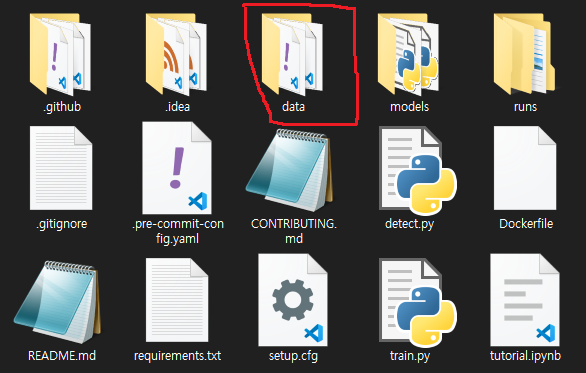 .github
.idea
data
models
runs
.gitignore
.pre-commit-con
fig.yaml
CONTRIBUTING.
md
detect.py
Dockerfile
README.md
requirements.txt
setup.cfg
train.py
tutorial.ipynb